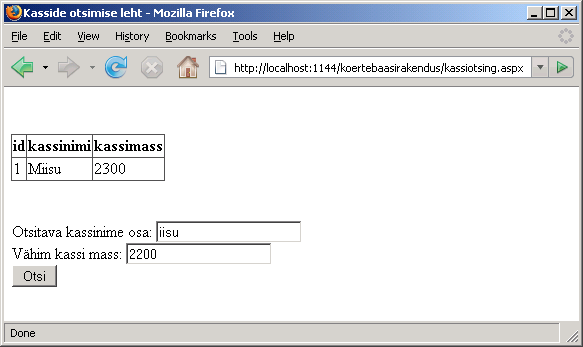 Kasside otsimise leht - Mozilla Firefox
File Edit View History Bookmarks Tools Help
http://localhost:1144/koertebaasirakendus/kassiotsing.aspx
id kassinimi kassimass
1 Miisu 2300
Otsitava kassinime osa: iisu
Vähim kassi mass: 2200
Otsi
Done